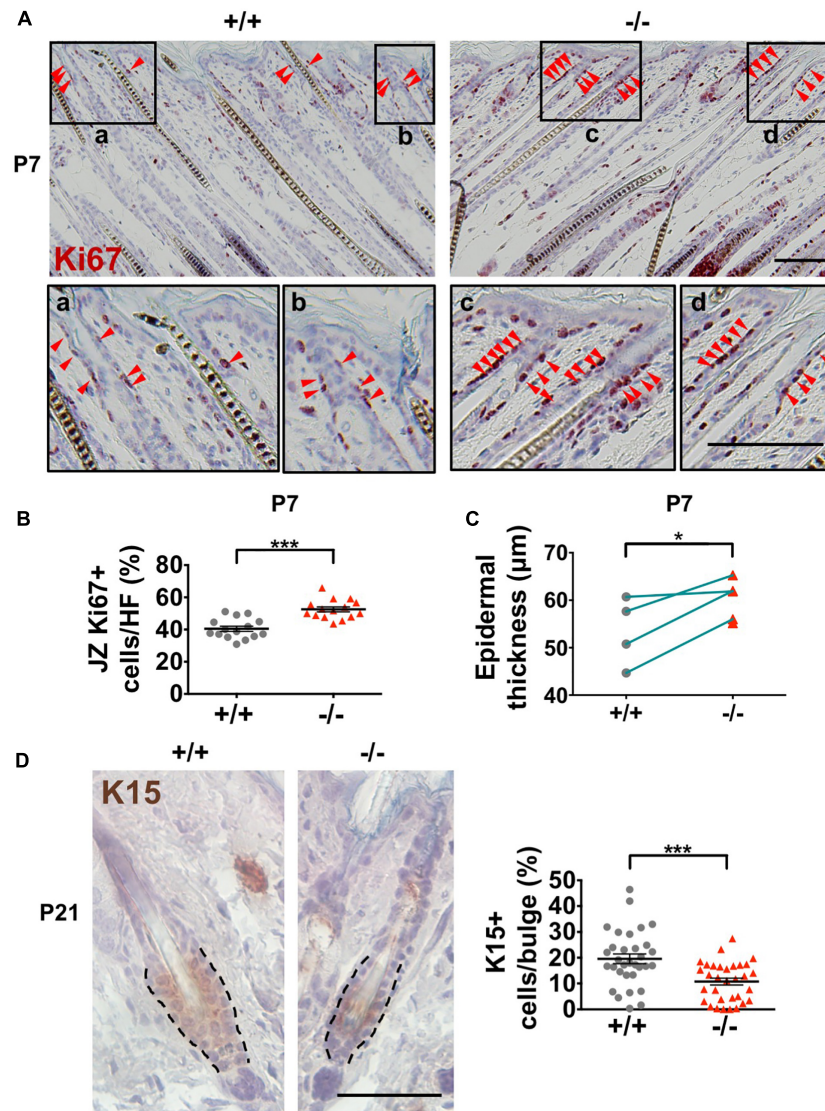 A
+/+
-/-
P7
a
b
c
d
Ki67
a
b
c
d
B
P7
JZ Ki67+
cells/HF (%)
80
60
40
20
0
***
+/+
-/-
C
P7
Epidermal
thickness (µm)
70
60
50
40
*
+/+
-/-
D
+/+
-/-
P21
K15
K15+
cells/bulge (%)
50
40
30
20
10
0
***
+/+
-/-